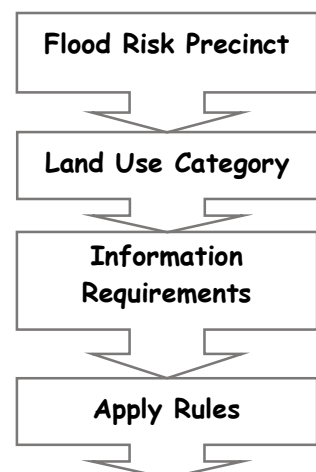 Flood Risk Precinct
Land Use Category
Information
Requirements
Apply Rules